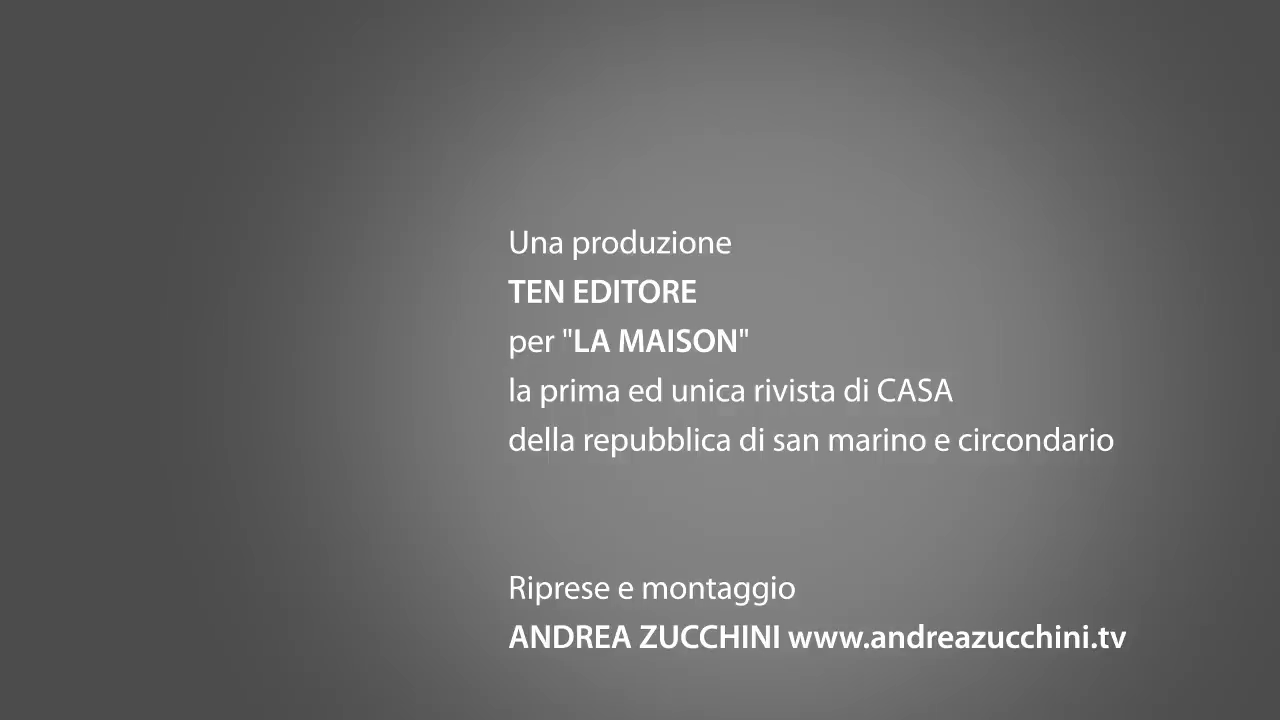 Una produzione
TEN EDITORE
per "LA MAISON"
la prima ed unica rivista di CASA
della repubblica di san marino e circondario
Riprese e montaggio
ANDREA ZUCCHINI www.andreazucchini.tv